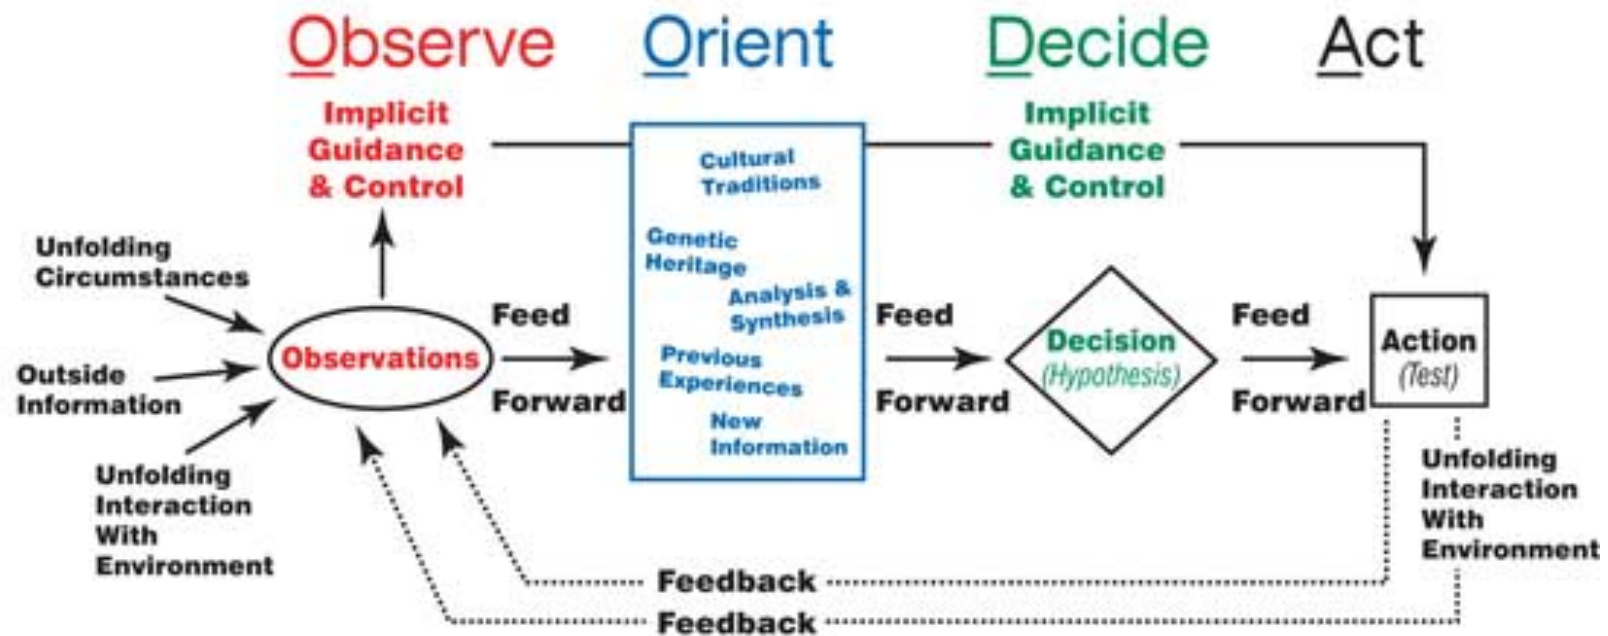 Observe
Orient
Decide
Act
Implicit
Guidance
& Control
Implicit
Guidance
& Control
Cultural
Traditions
Genetic
Heritage
Analysis &
Synthesis
Previous
Experiences
New
Information
Unfolding
Circumstances
Outside
Information
Unfolding
Interaction
With
Environment
Observations
Feed
Forward
Feed
Forward
Decision
(Hypothesis)
Feed
Forward
Action
(Test)
Unfolding
Interaction
With
Environment
Feedback
Feedback